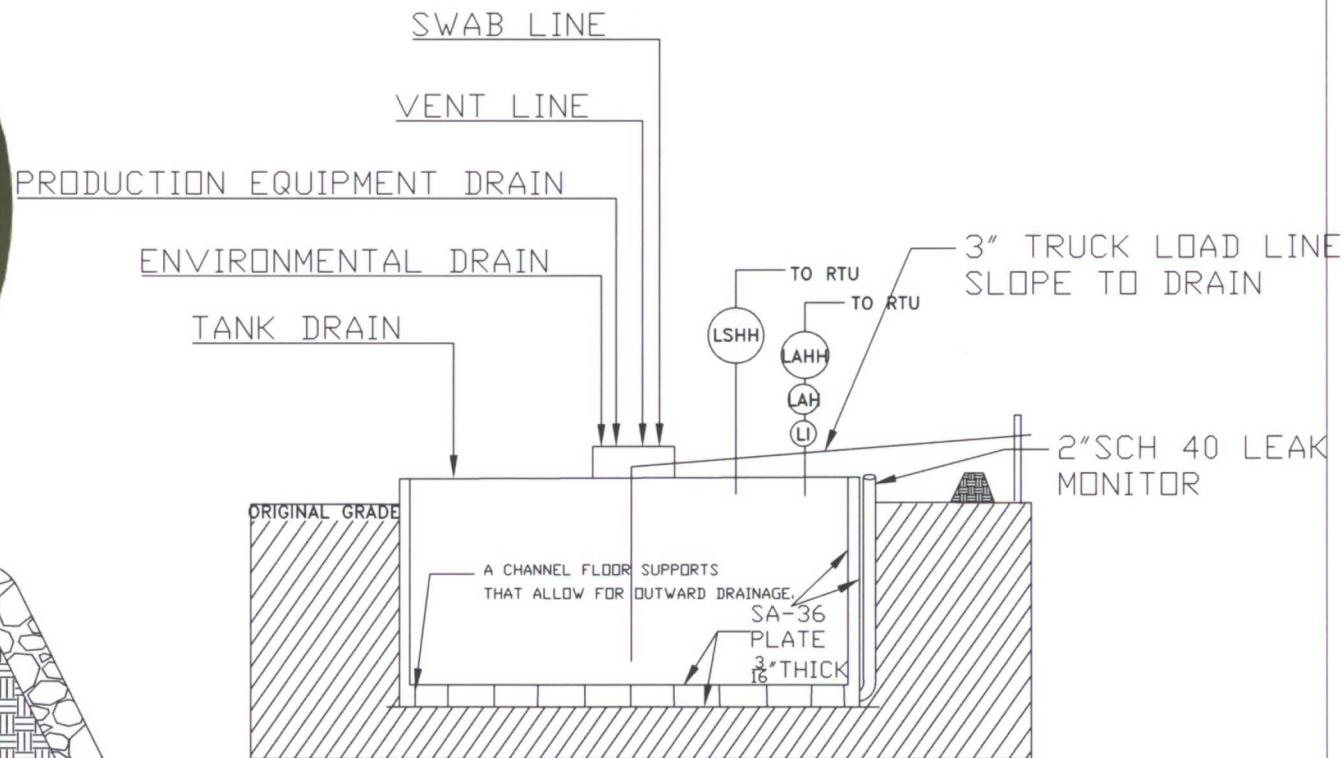 SWAB LINE
VENT LINE
PRODUCTION EQUIPMENT DRAIN
ENVIRONMENTAL DRAIN
TANK DRAIN
TO RTU
TO RTU
3" TRUCK LOAD LINE
SLOPE TO DRAIN
LSHH
LAHH
LAH
LI
2"SCH 40 LEAK
MONITOR
ORIGINAL GRADE
A CHANNEL FLOOR SUPPORTS
THAT ALLOW FOR OUTWARD DRAINAGE.
SA-36
PLATE
3/16"THICK